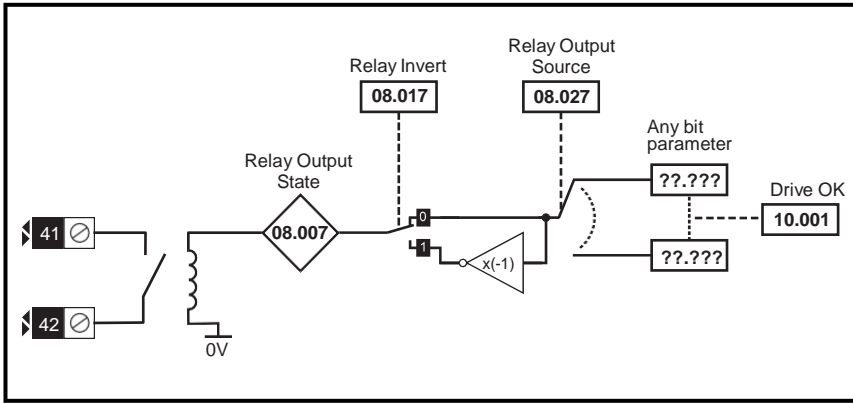 Relay Output
Source
Relay Invert
08.027
08.017
Any bit
parameter
Relay Output
State
??.???
Drive OK
0
10.001
41
08.007
1
x(-1)
??.???
42
0V